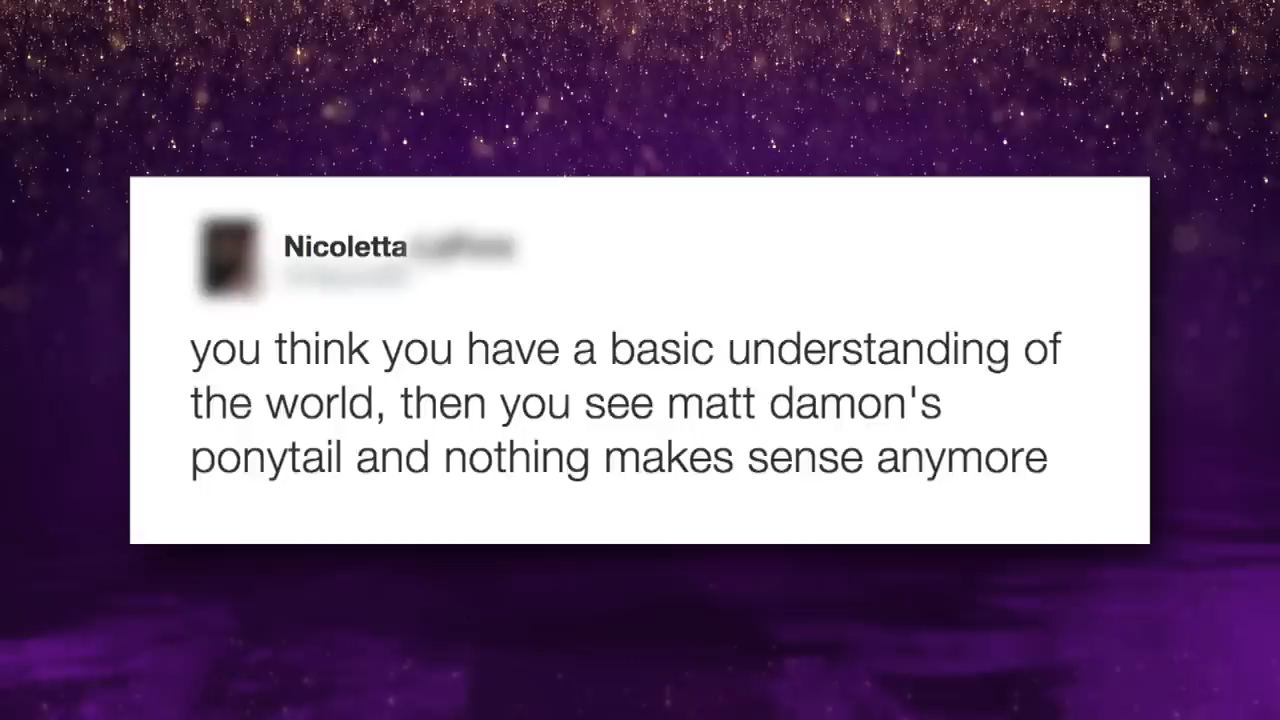 Nicoletta
you think you have a basic understanding of
the world, then you see matt damon's
ponytail and nothing makes sense anymore